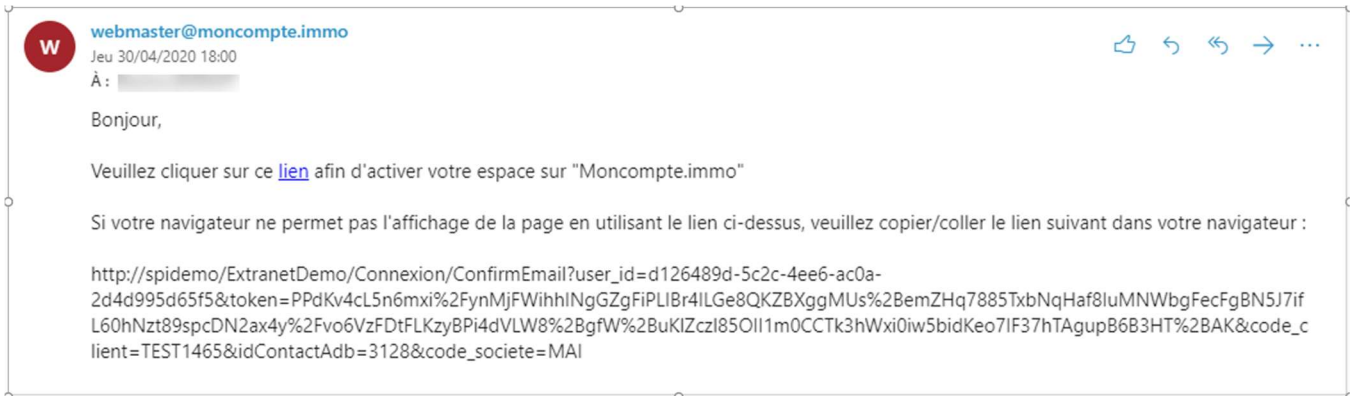 W
webmaster@moncompte.immo
Jeu 30/04/2020 18:00
À :
Bonjour,
Veuillez cliquer sur ce lien afin d'activer votre espace sur "Moncompte.immo"
Si votre navigateur ne permet pas l'affichage de la page en utilisant le lien ci-dessus, veuillez copier/coller le lien suivant dans votre navigateur :
http://spidemo/ExtranetDemo/Connexion/ConfirmEmail?user_id=d126489d-5c2c-4ee6-ac0a-
2d4d995d65f5&token=PPdKv4cL5n6mxi%2FynMjFWihhINgGZgFiPLIBr4ILGe8QKZBXggMUs%2BemZHq7885TxbNqHaf8IuMNWbgFecFgBN5J7if
L60hNzt89spcDN2ax4y%2Fvo6VzFDtFLKzyBPi4dVLW8%2BgfW%2BuKIZczI85OII1m0CCTk3hWxi0iw5bidKeo7IF37hTAgupB6B3HT%2BAK&code_c
lient=TEST1465&idContactAdb=3128&code_societe=MAI